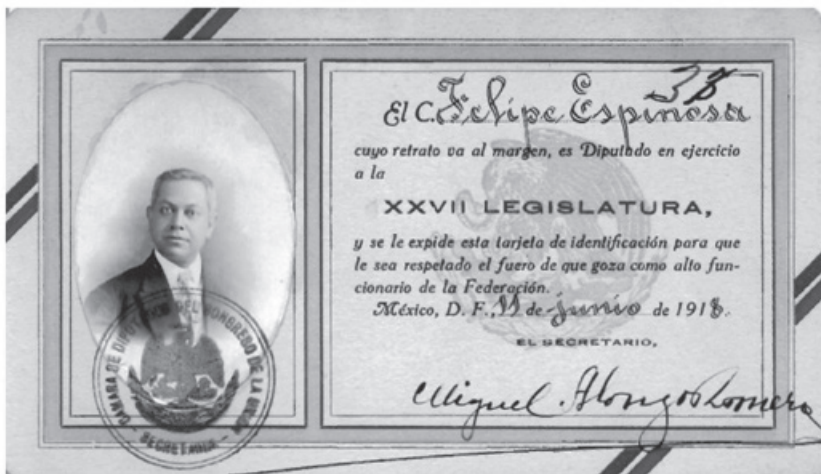 El C. Felipe Espinosa
cuyo retrato va al margen, es Diputado en ejercicio
a la
XXVII LEGISLATURA,
y se le expide esta tarjeta de identificación para que
le sea respetado el fuero de que goza como alto fun-
cionario de la Federación.
México, D. F., 11 de junio de 1918.
EL SECRETARIO,
Miguel Alonzo Romero
CAMARA DE DIPUTADOS DEL CONGRESO DE LA UNION
- SECRETARIA -